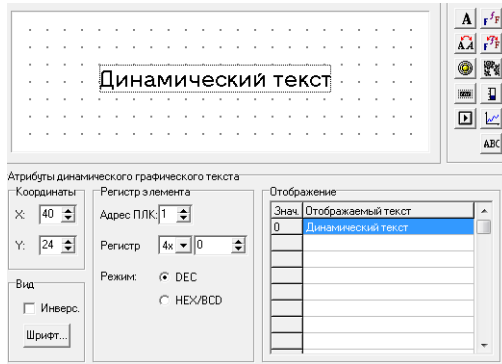 Динамический текст
A
F f F
ABC
Атрибуты динамического графического текста
Координаты
X: 40
Y: 24
Вид
Инверс.
Шрифт...
Регистр элемента
Адрес ПЛК: 1
Регистр 4x 0
Режим: DEC
HEX/BCD
Отображение
Знач. Отображаемый текст
0 Динамический текст